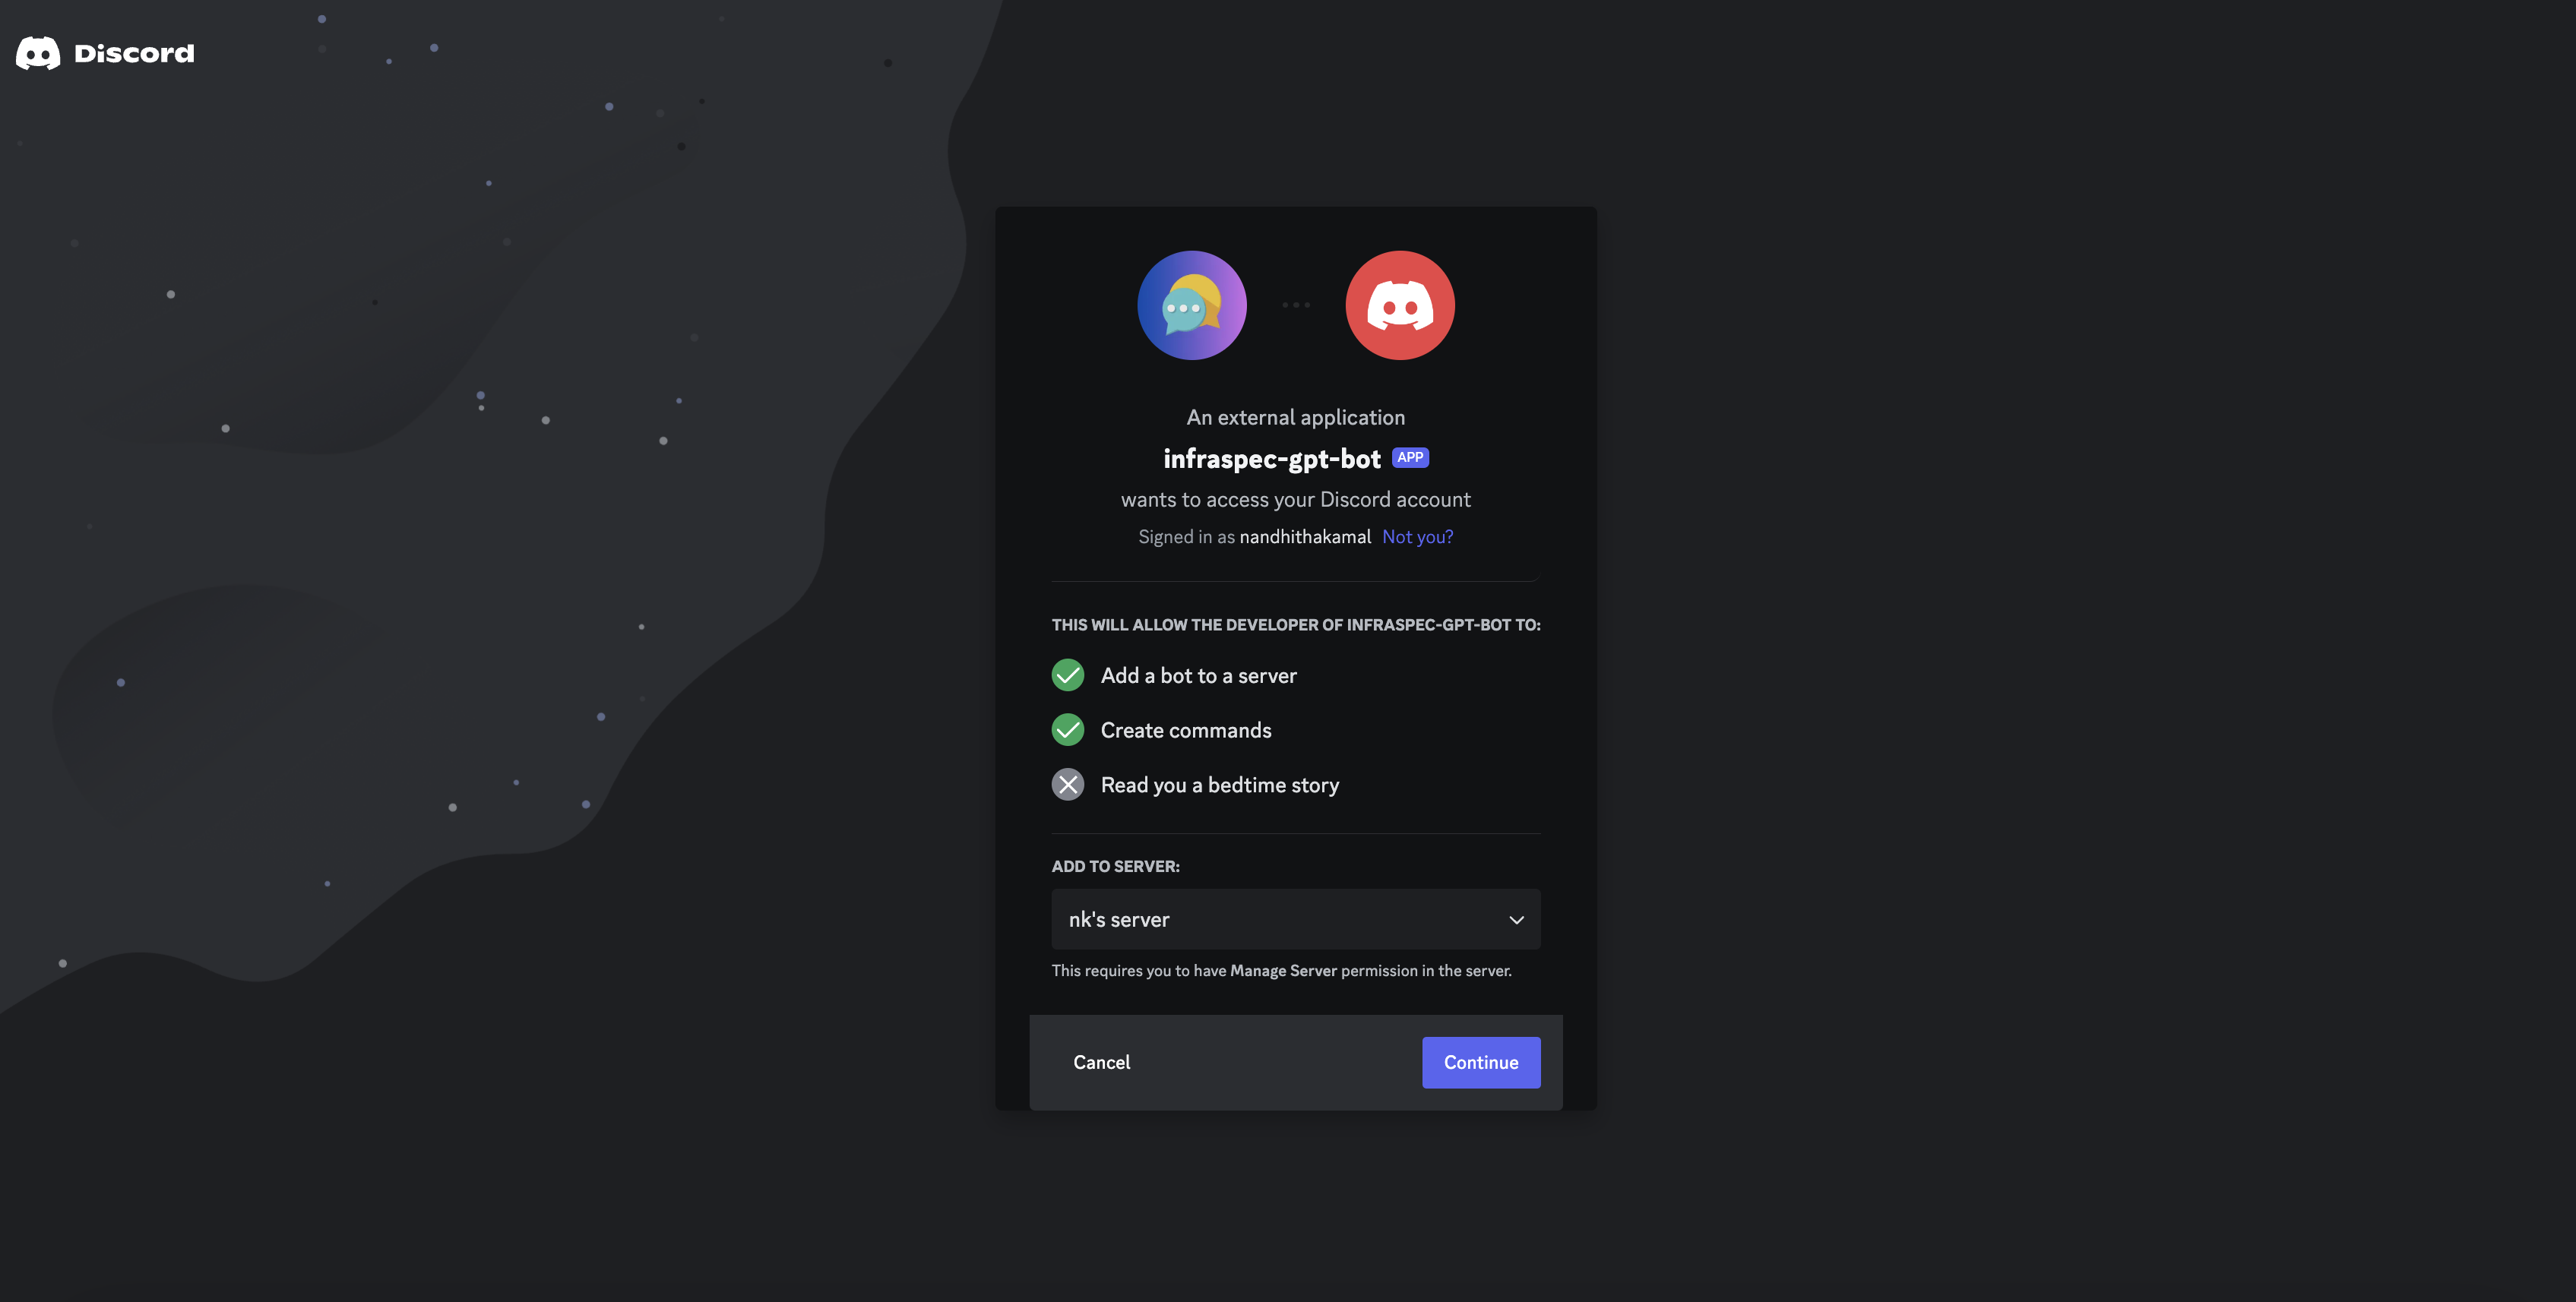 Discord
An external application
infraspec-gpt-bot APP
wants to access your Discord account
Signed in as nandhithakamal Not you?
THIS WILL ALLOW THE DEVELOPER OF INFRASPEC-GPT-BOT TO:
Add a bot to a server
Create commands
Read you a bedtime story
ADD TO SERVER:
nk's server
This requires you to have Manage Server permission in the server.
Cancel Continue